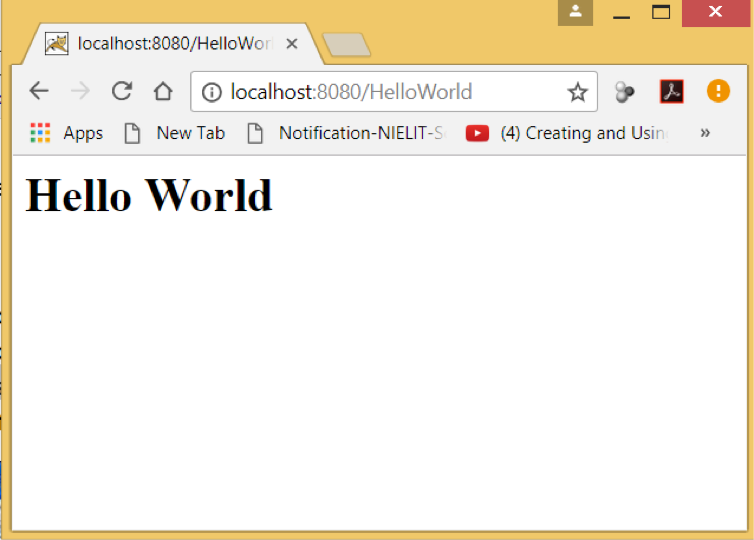 localhost:8080/HelloWor
localhost:8080/HelloWorld
Apps New Tab Notification-NIELIT-S (4) Creating and Usin »
Hello World